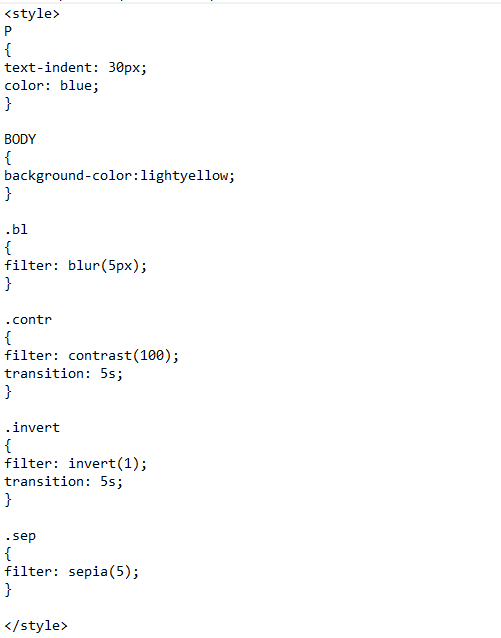 <style>
P
{
text-indent: 30px;
color: blue;
}
BODY
{
background-color:lightyellow;
}
.bl
{
filter: blur(5px);
}
.contr
{
filter: contrast(100);
transition: 5s;
}
.invert
{
filter: invert(1);
transition: 5s;
}
.sep
{
filter: sepia(5);
}
</style>